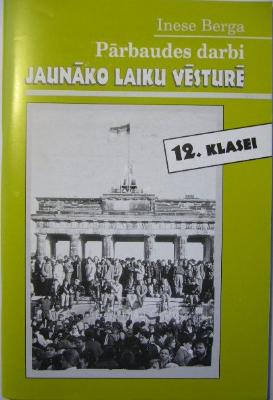 Inese Berga
Pārbaudes darbi
JAUNĀKO LAIKU VĒSTURĒ
12. KLASEI